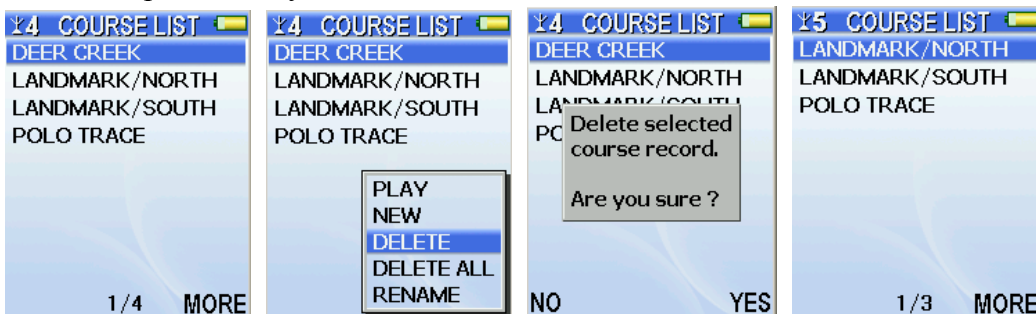 4 COURSE LIST
DEER CREEK
LANDMARK/NORTH
LANDMARK/SOUTH
POLO TRACE
1/4 MORE
4 COURSE LIST
DEER CREEK
LANDMARK/NORTH
LANDMARK/SOUTH
POLO TRACE
PLAY
NEW
DELETE
DELETE ALL
RENAME
4 COURSE LIST
DEER CREEK
LANDMARK/NORTH
Delete selected
course record.
Are you sure ?
NO YES
5 COURSE LIST
LANDMARK/NORTH
LANDMARK/SOUTH
POLO TRACE
1/3 MORE